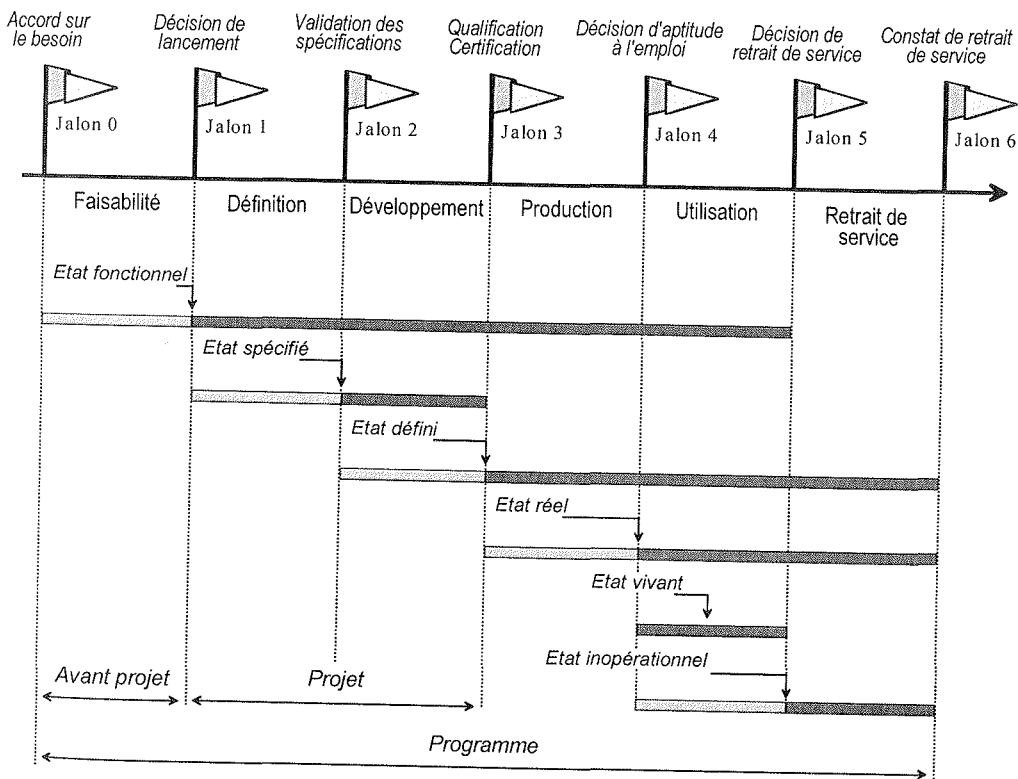 Accord sur
le besoin
Décision de
lancement
Validation des
spécifications
Qualification
Certification
Décision d'aptitude
à l'emploi
Décision de
retrait de service
Constat de retrait
de service
Jalon 0
Jalon 1
Jalon 2
Jalon 3
Jalon 4
Jalon 5
Jalon 6
Faisabilité
Définition
Développement
Production
Utilisation
Retrait de
service
Etat fonctionnel
Etat spécifié
Etat défini
Etat réel
Etat vivant
Etat inopérationnel
Avant projet
Projet
Programme